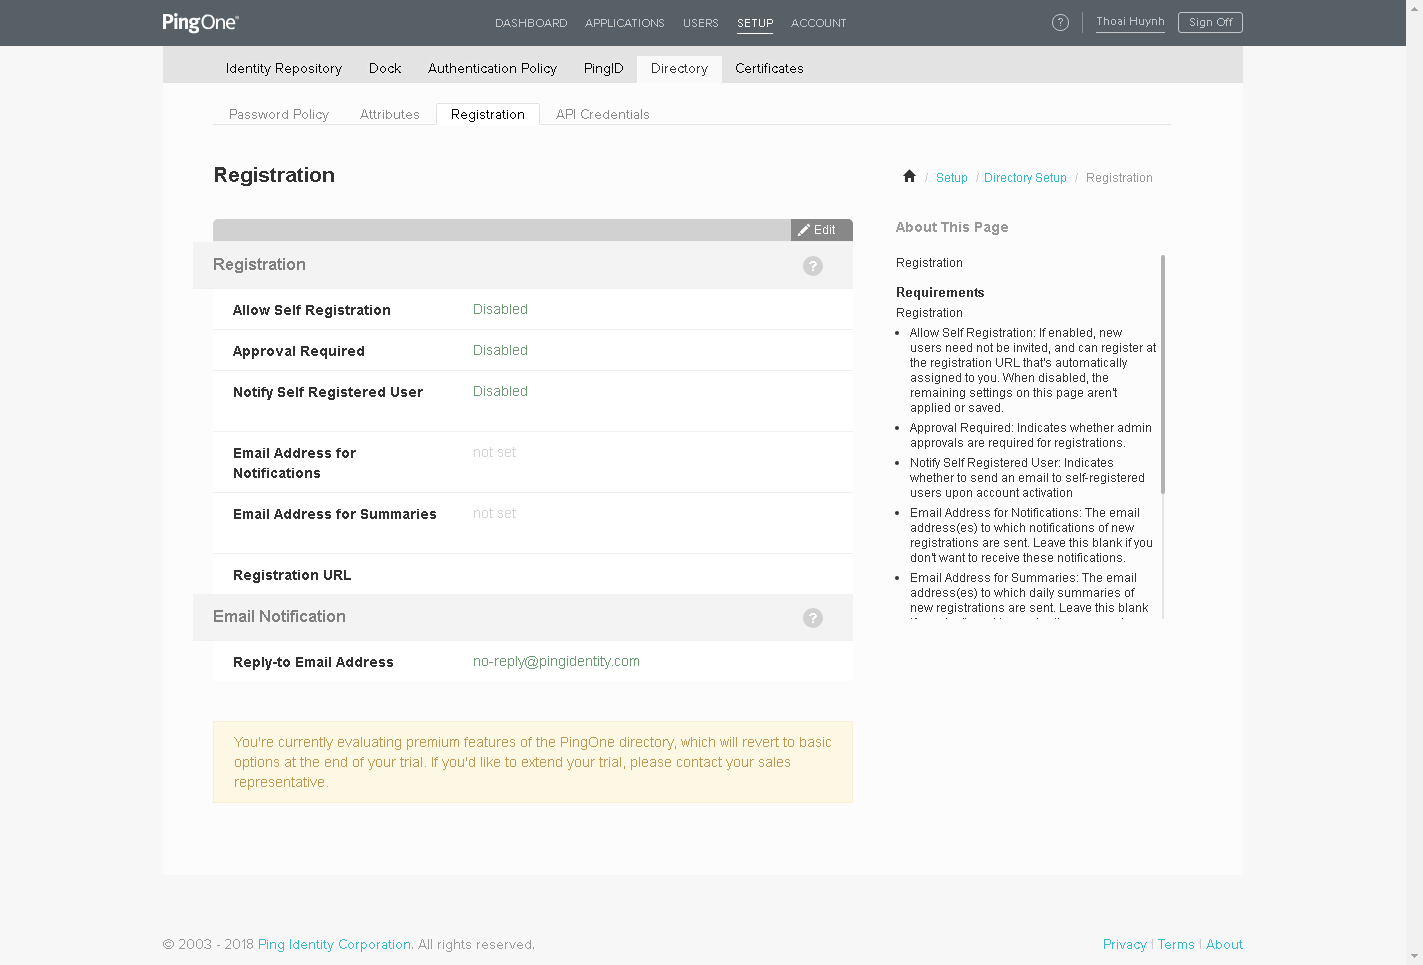 PingOne®
DASHBOARD APPLICATIONS USERS SETUP ACCOUNT
? Thoai Huynh Sign Off
Identity Repository Dock Authentication Policy PingID Directory Certificates
Password Policy Attributes Registration API Credentials
Registration
/ Setup / Directory Setup / Registration
Edit
Registration ?
Allow Self Registration Disabled
Approval Required Disabled
Notify Self Registered User Disabled
Email Address for not set
Notifications
Email Address for Summaries not set
Registration URL
Email Notification ?
Reply-to Email Address no-reply@pingidentity.com
You're currently evaluating premium features of the PingOne directory, which will revert to basic
options at the end of your trial. If you'd like to extend your trial, please contact your sales
representative.
About This Page
Registration
Requirements
Registration
• Allow Self Registration: If enabled, new
users need not be invited, and can register at
the registration URL that's automatically
assigned to you. When disabled, the
remaining settings on this page aren't
applied or saved.
• Approval Required: Indicates whether admin
approvals are required for registrations.
• Notify Self Registered User: Indicates
whether to send an email to self-registered
users upon account activation
• Email Address for Notifications: The email
address(es) to which notifications of new
registrations are sent. Leave this blank if you
don't want to receive these notifications.
• Email Address for Summaries: The email
address(es) to which daily summaries of
new registrations are sent. Leave this blank
© 2003 - 2018 Ping Identity Corporation. All rights reserved.
Privacy | Terms | About